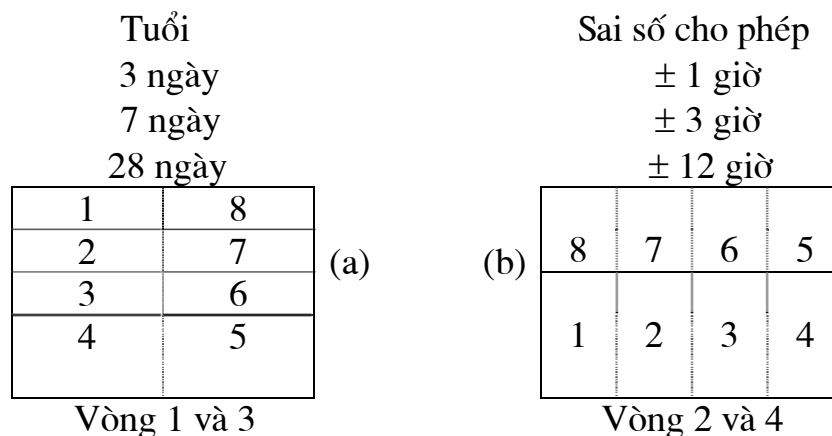 Tuổi Sai số cho phép
3 ngày ± 1 giờ
7 ngày ± 3 giờ
28 ngày ± 12 giờ
1 8
2 7
3 6
4 5
(a)
(b)
8 7 6 5
1 2 3 4
Vòng 1 và 3 Vòng 2 và 4